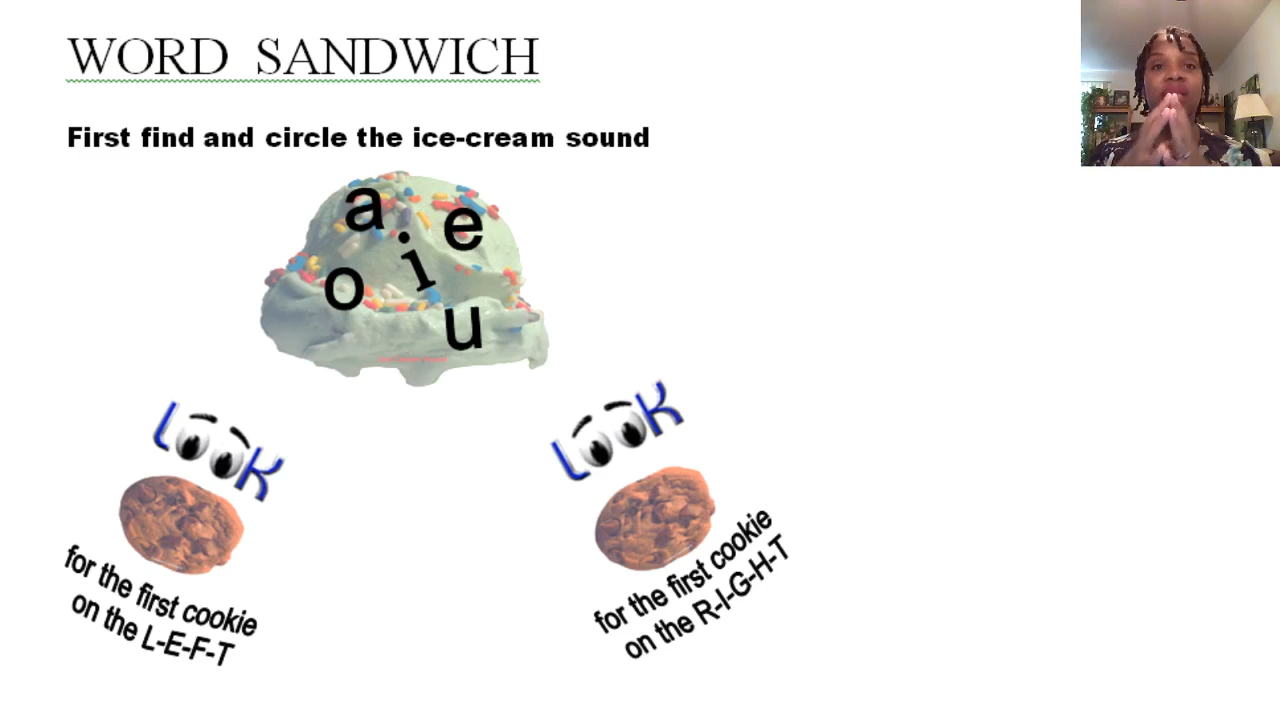 WORD SANDWICH
First find and circle the ice-cream sound
a
e
i
o
u
LOOK
for the first cookie
on the L-E-F-T
LOOK
for the first cookie
on the R-I-G-H-T